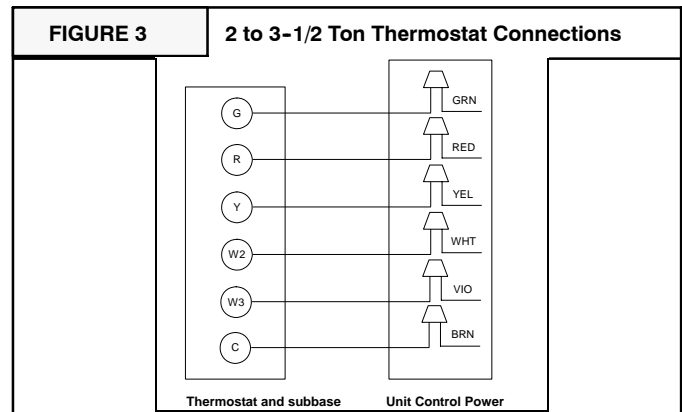 FIGURE 3
2 to 3-1/2 Ton Thermostat Connections
G
GRN
R
RED
Y
YEL
W2
WHT
W3
VIO
C
BRN
Thermostat and subbase
Unit Control Power